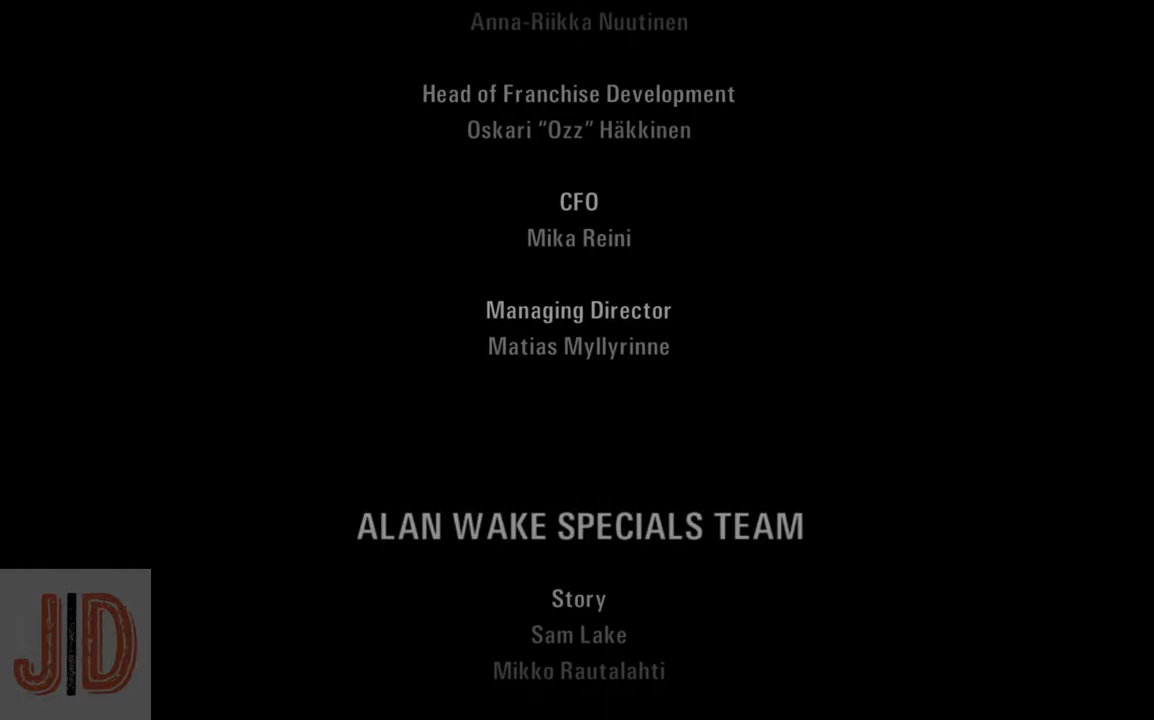 Anna-Riikka Nuutinen
Head of Franchise Development
Oskari “Ozz” Häkkinen
CFO
Mika Reini
Managing Director
Matias Myllyrinne
ALAN WAKE SPECIALS TEAM
Story
Sam Lake
Mikko Rautalahti
JD